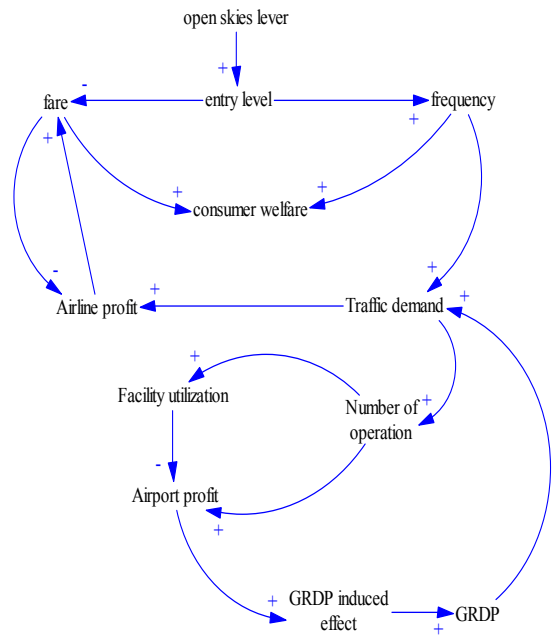 open skies lever
+
-
fare
entry level
frequency
+
+
+
+
consumer welfare
-
+
+
+
Airline profit
Traffic demand
+
Facility utilization
+
Number of
operation
-
Airport profit
+
+
GRDP induced
effect
GRDP
+